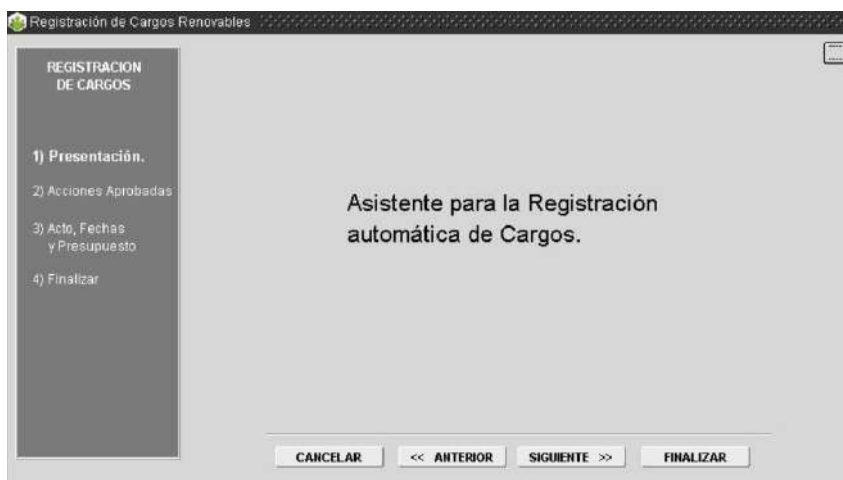 Registración de Cargos Renovables
REGISTRACION
DE CARGOS
1) Presentación.
2) Acciones Aprobadas
3) Acto, Fechas
y Presupuesto
4) Finalizar
Asistente para la Registración
automática de Cargos.
CANCELAR
<< ANTERIOR
SIGUIENTE >>
FINALIZAR